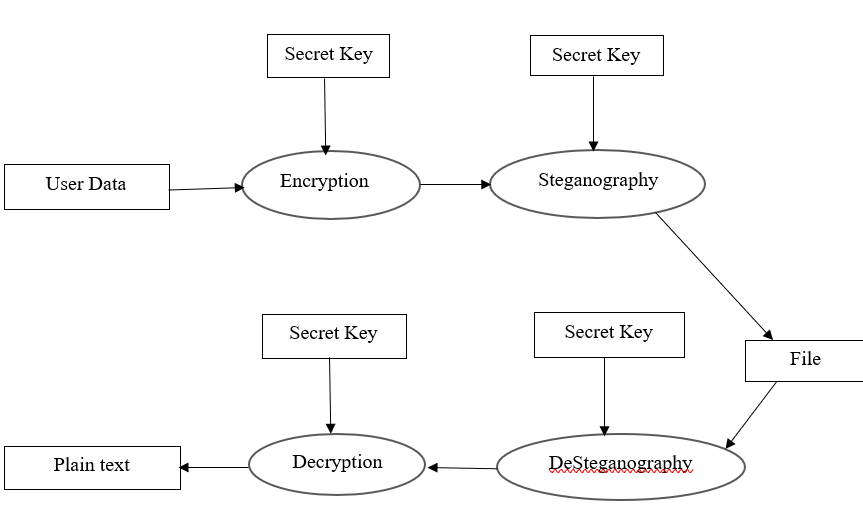 Secret Key
Secret Key
User Data
Encryption
Steganography
Secret Key
Secret Key
File
Plain text
Decryption
DeSteganography